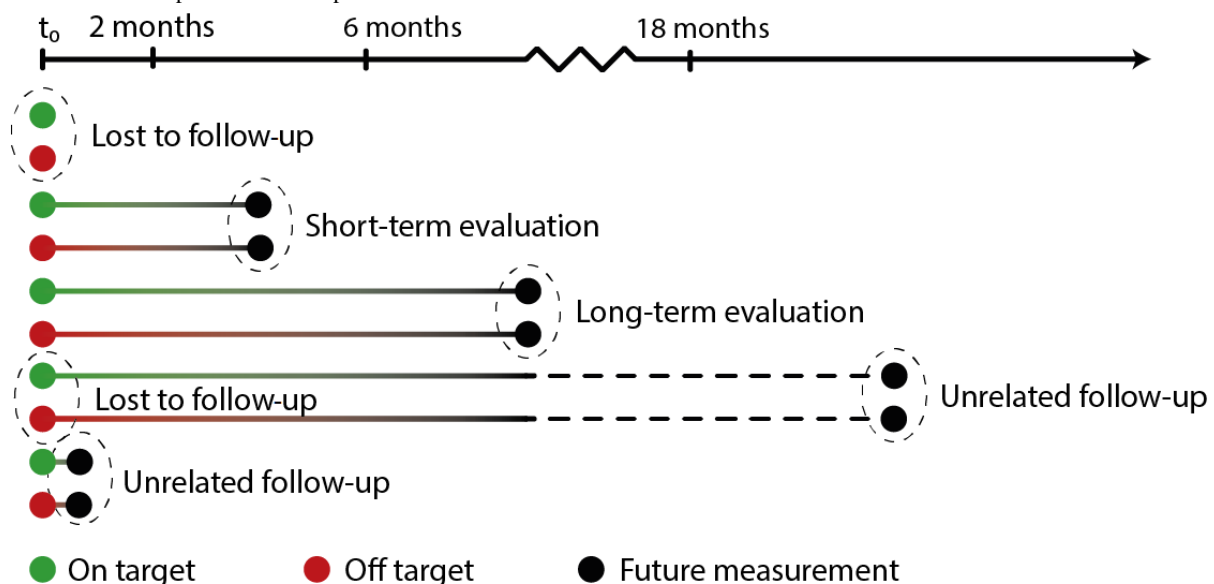 t₀ 2 months 6 months 18 months
Lost to follow-up
Short-term evaluation
Long-term evaluation
Lost to follow-up
Unrelated follow-up
Unrelated follow-up
On target Off target Future measurement